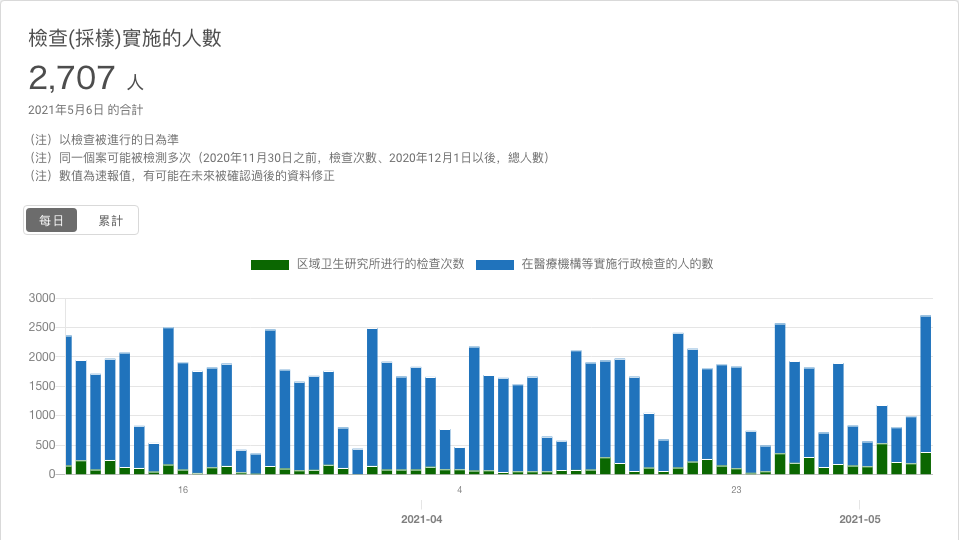 檢查(採樣)實施的人數
2,707 人
2021年5月6日 的合計
（注）以檢查被進行的日為準
（注）同一個案可能被檢測多次（2020年11月30日之前，檢查次數、2020年12月1日以後，總人數）
（注）數值為速報值，有可能在未來被確認過後的資料修正
每日 累計
区域卫生研究所进行的检查次数 在醫療機構等實施行政檢查的人的數
3000
2500
2000
1500
1000
500
0
16 4 23
2021-04 2021-05